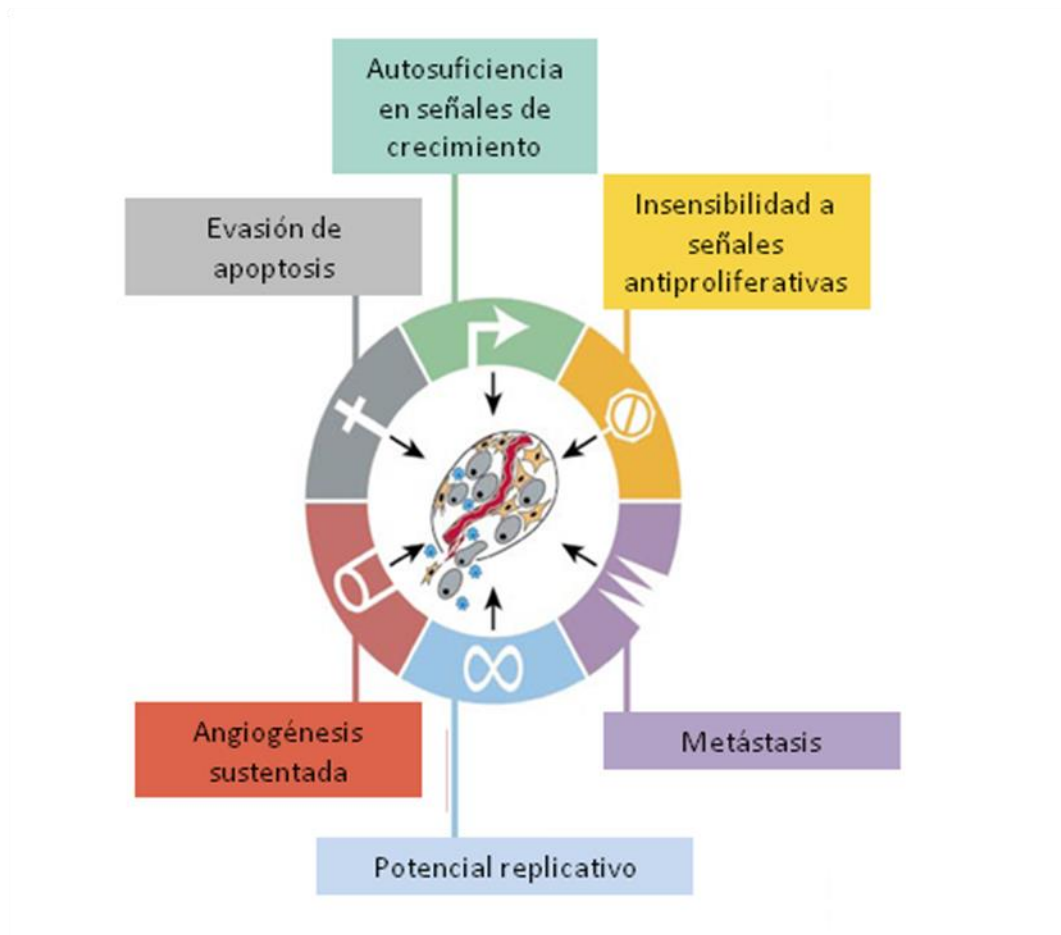 Autosuficiencia
en señales de
crecimiento
Insensibilidad a
señales
antiproliferativas
Evasión de
apoptosis
Angiogénesis
sustentada
Metástasis
Potencial replicativo